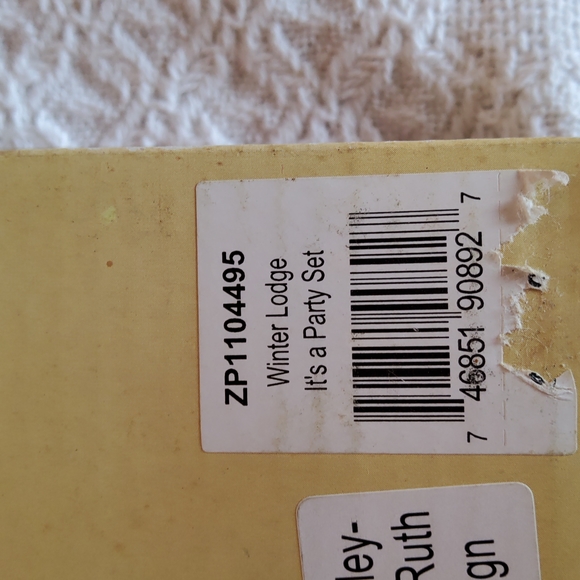 ZP1104495
Winter Lodge
It's a Party Set
7 46851 90892 7
ley-
Ruth
gn